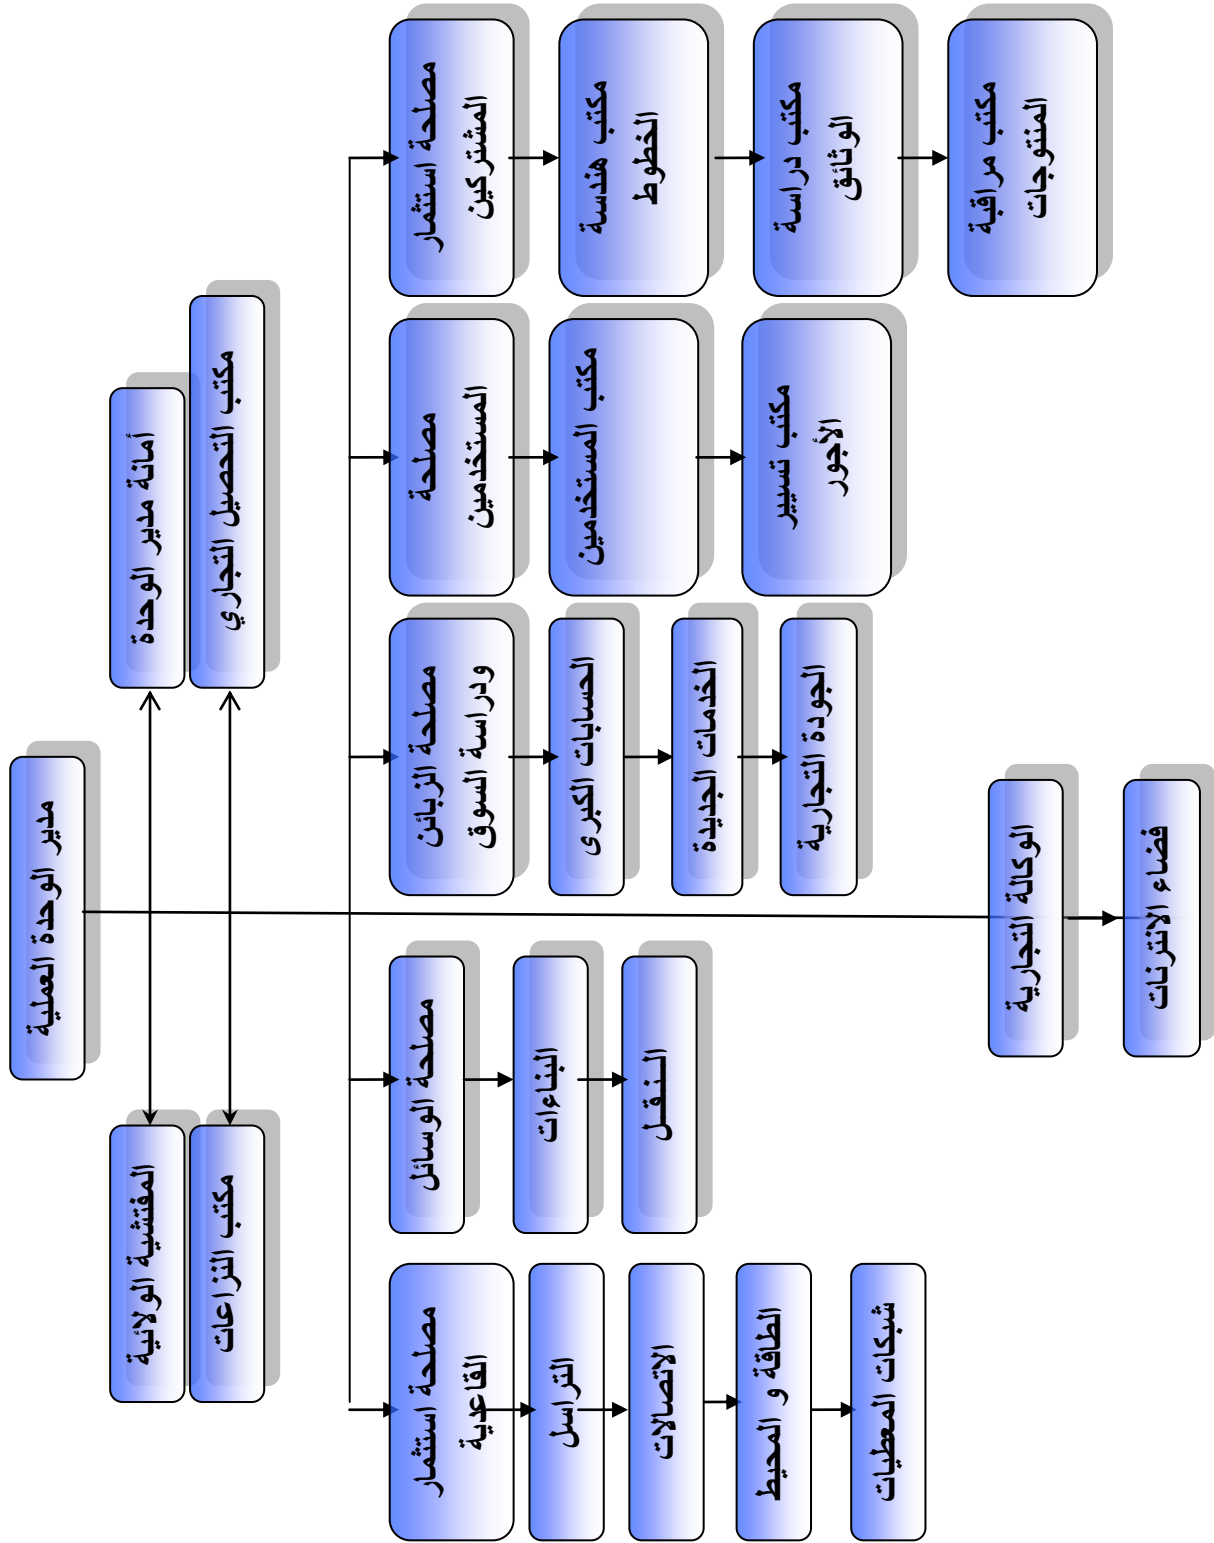 مدير الوحدة العملية
أمانة مدير الوحدة
المفتشية الولائية
مكتب التحصيل التجاري
مكتب النزاعات
مصلحة استثمار
المشتركين
مكتب هندسة
الخطوط
مكتب دراسة
الوثائق
مكتب مراقبة
المنتوجات
مصلحة
المستخدمين
مكتب المستخدمين
مكتب تسيير
الأجور
مصلحة الزبائن
ودراسة السوق
الحسابات الكبرى
الخدمات الجديدة
الجودة التجارية
مصلحة الوسائل
البناءات
النقل
مصلحة استثمار
القاعدية
التراسل
الاتصالات
الطاقة و المحيط
شبكات المعطيات
الوكالة التجارية
فضاء الانترنات